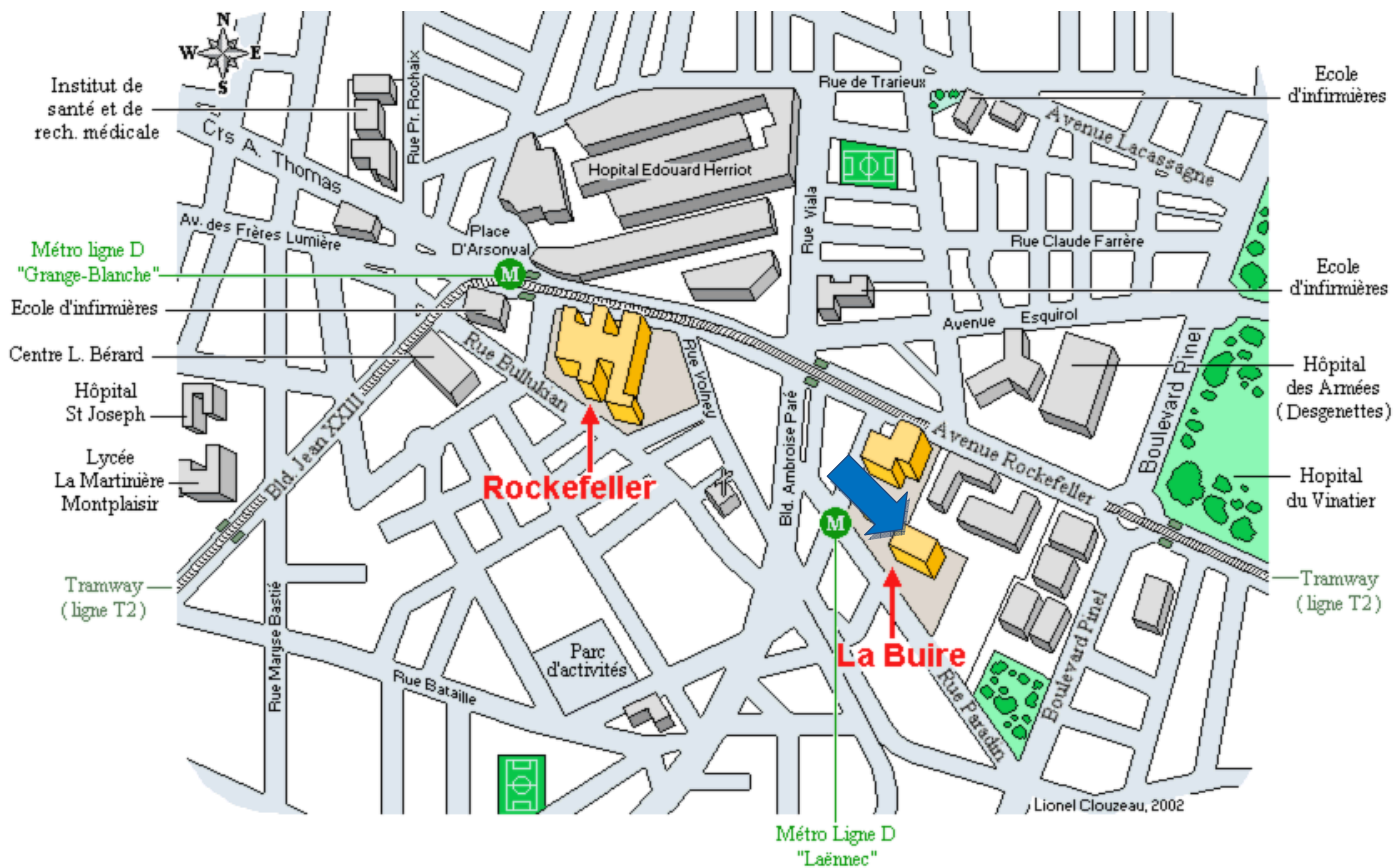 N
W
E
S
Institut de
santé et de
rech. médicale
Crs A. Thomas
Rue Pr. Rochaix
Av. des Frères Lumière
Place
D'Arsonval
Hopital Edouard Herriot
Rue Viala
Rue de Trarieux
Avenue Lacassagne
Ecole
d'infirmières
Rue Claude Farrère
Métro ligne D
"Grange-Blanche"
M
Ecole
d'infirmières
Avenue Esquirol
Ecole d'infirmières
Centre L. Bérard
Rue Bullukian
Rue Volney
Boulevard Pinel
Hôpital
des Armées
(Desgenettes)
Hôpital
St Joseph
Lycée
La Martinière
Montplaisir
Bld. Jean XXIII
Rockefeller
Bld. Ambroise Paré
Avenue Rockefeller
Hopital
du Vinatier
M
Tramway
(ligne T2)
Tramway
(ligne T2)
Rue Maryse Bastié
Parc
d'activités
Rue Bataille
La Buire
Rue Paradin
Boulevard Pinel
Lionel Clouzeau, 2002
Métro Ligne D
"Laënnec"